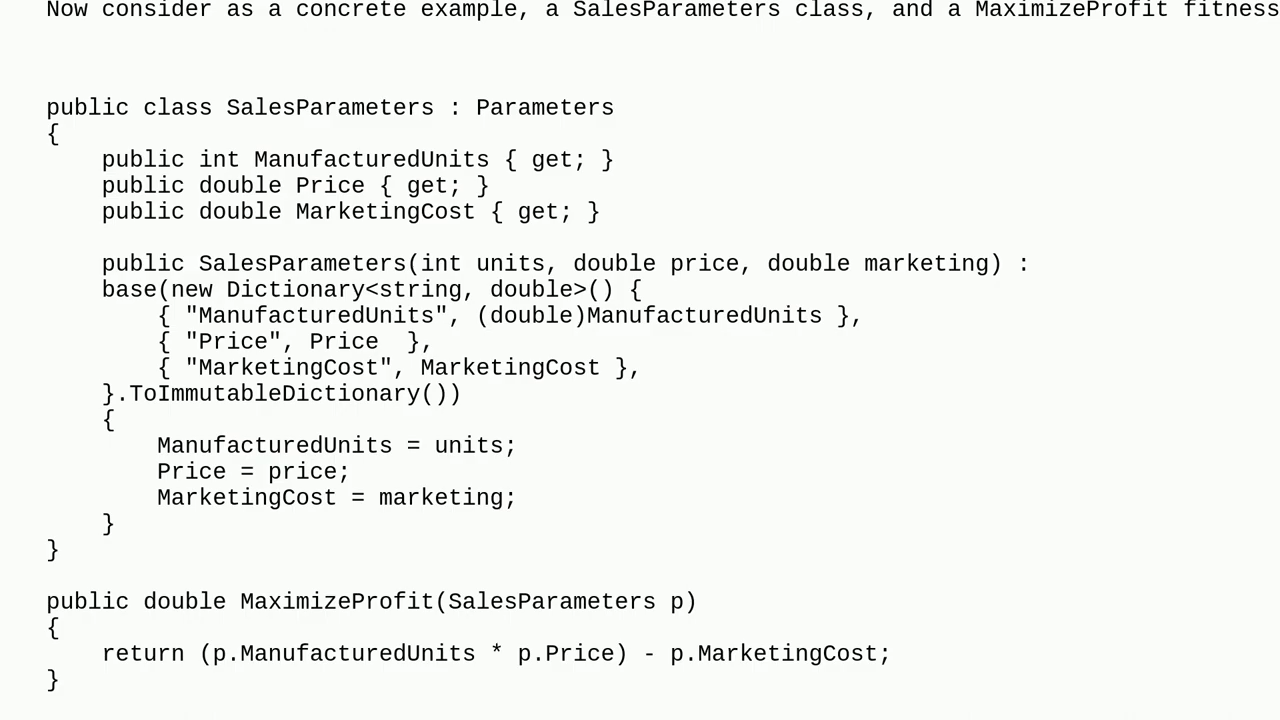 Now consider as a concrete example, a SalesParameters class, and a MaximizeProfit fitness
public class SalesParameters : Parameters
{
    public int ManufacturedUnits { get; }
    public double Price { get; }
    public double MarketingCost { get; }
    public SalesParameters(int units, double price, double marketing) :
    base(new Dictionary<string, double>() {
        { "ManufacturedUnits", (double)ManufacturedUnits },
        { "Price", Price  },
        { "MarketingCost", MarketingCost },
    }.ToImmutableDictionary())
    {
        ManufacturedUnits = units;
        Price = price;
        MarketingCost = marketing;
    }
}
public double MaximizeProfit(SalesParameters p)
{
    return (p.ManufacturedUnits * p.Price) - p.MarketingCost;
}